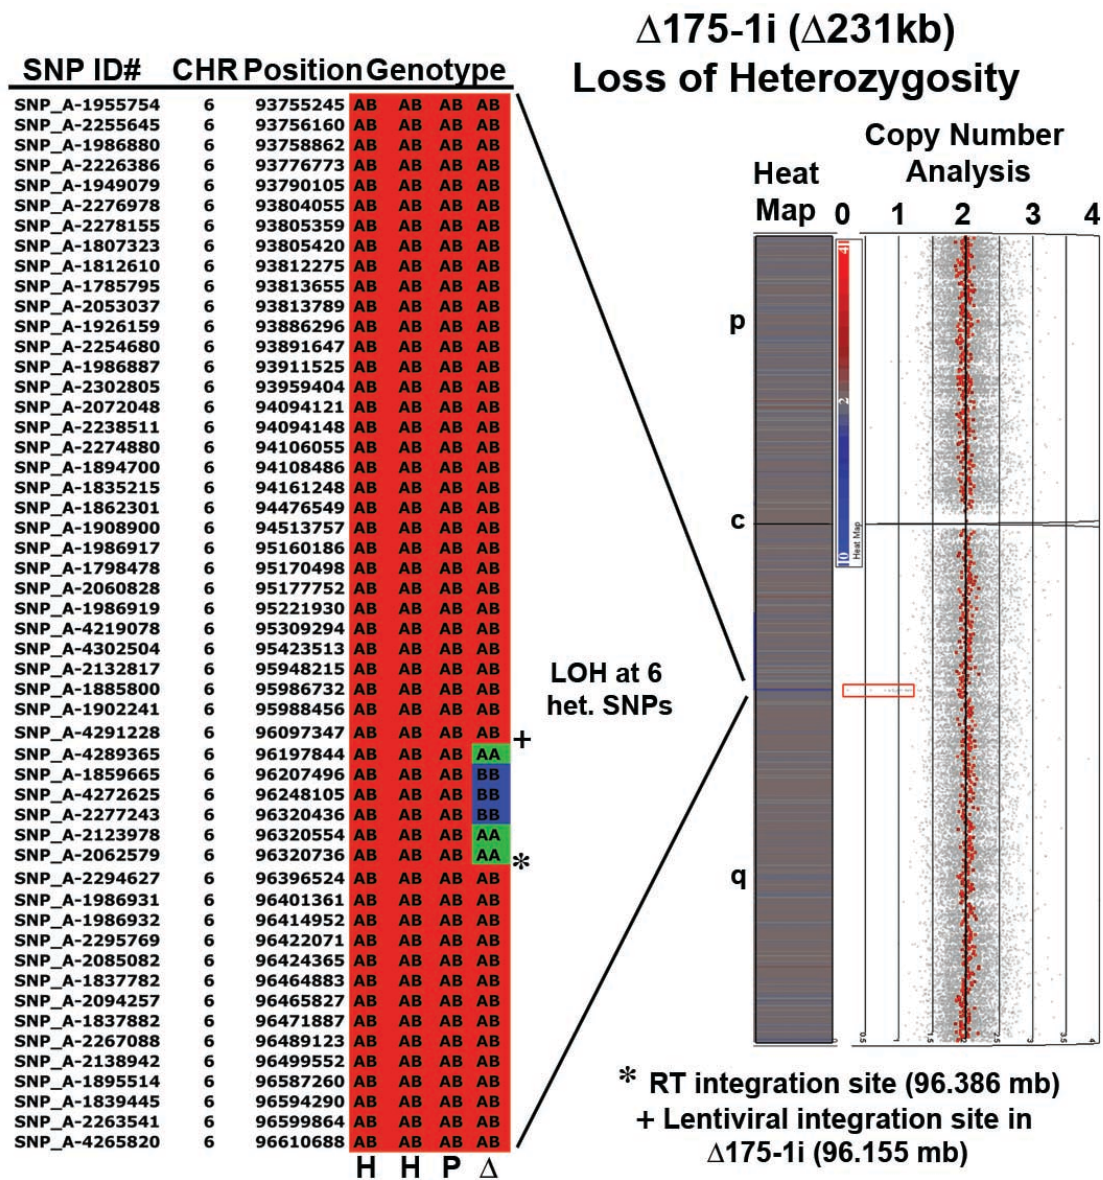 Δ175-1i (Δ231kb)
Loss of Heterozygosity
SNP ID# CHR Position Genotype
SNP_A-1955754 6 93755245 AB AB AB AB
SNP_A-2255645 6 93756160 AB AB AB AB
SNP_A-1986880 6 93758862 AB AB AB AB
SNP_A-2226386 6 93776773 AB AB AB AB
SNP_A-1949079 6 93790105 AB AB AB AB
SNP_A-2276978 6 93804055 AB AB AB AB
SNP_A-2278155 6 93805359 AB AB AB AB
SNP_A-1807323 6 93805420 AB AB AB AB
SNP_A-1812610 6 93812275 AB AB AB AB
SNP_A-1785795 6 93813655 AB AB AB AB
SNP_A-2053037 6 93813789 AB AB AB AB
SNP_A-1926159 6 93886296 AB AB AB AB
SNP_A-2254680 6 93891647 AB AB AB AB
SNP_A-1986887 6 93911525 AB AB AB AB
SNP_A-2302805 6 93959404 AB AB AB AB
SNP_A-2072048 6 94094121 AB AB AB AB
SNP_A-2238511 6 94094148 AB AB AB AB
SNP_A-2274880 6 94106055 AB AB AB AB
SNP_A-1894700 6 94108486 AB AB AB AB
SNP_A-1835215 6 94161248 AB AB AB AB
SNP_A-1862301 6 94476549 AB AB AB AB
SNP_A-1908900 6 94513757 AB AB AB AB
SNP_A-1986917 6 95160186 AB AB AB AB
SNP_A-1798478 6 95170498 AB AB AB AB
SNP_A-2060828 6 95177752 AB AB AB AB
SNP_A-1986919 6 95221930 AB AB AB AB
SNP_A-4219078 6 95309294 AB AB AB AB
SNP_A-4302504 6 95423513 AB AB AB AB
SNP_A-2132817 6 95948215 AB AB AB AB
SNP_A-1885800 6 95986732 AB AB AB AB
SNP_A-1902241 6 95988456 AB AB AB AB
SNP_A-4291228 6 96097347 AB AB AB AB +
SNP_A-4289365 6 96197844 AB AB AB AA
SNP_A-1859665 6 96207496 AB AB AB BB
SNP_A-4272625 6 96248105 AB AB AB BB
SNP_A-2277243 6 96320436 AB AB AB BB
SNP_A-2123978 6 96320554 AB AB AB AA
SNP_A-2062579 6 96320736 AB AB AB AA *
SNP_A-2294627 6 96396524 AB AB AB AB
SNP_A-1986931 6 96401361 AB AB AB AB
SNP_A-1986932 6 96414952 AB AB AB AB
SNP_A-2295769 6 96422071 AB AB AB AB
SNP_A-2085082 6 96424365 AB AB AB AB
SNP_A-1837782 6 96464883 AB AB AB AB
SNP_A-2094257 6 96465827 AB AB AB AB
SNP_A-1837882 6 96471887 AB AB AB AB
SNP_A-2267088 6 96489123 AB AB AB AB
SNP_A-2138942 6 96499552 AB AB AB AB
SNP_A-1895514 6 96587260 AB AB AB AB
SNP_A-1839445 6 96594290 AB AB AB AB
SNP_A-2263541 6 96599864 AB AB AB AB
SNP_A-4265820 6 96610688 AB AB AB AB
H H P Δ
LOH at 6
het. SNPs
Copy Number
Analysis
Heat
Map
0 1 2 3 4
p
c
q
4
2
0
Heat Map
0.5 1 1.5 2 2.5 3 3.5 4
* RT integration site (96.386 mb)
+ Lentiviral integration site in
Δ175-1i (96.155 mb)